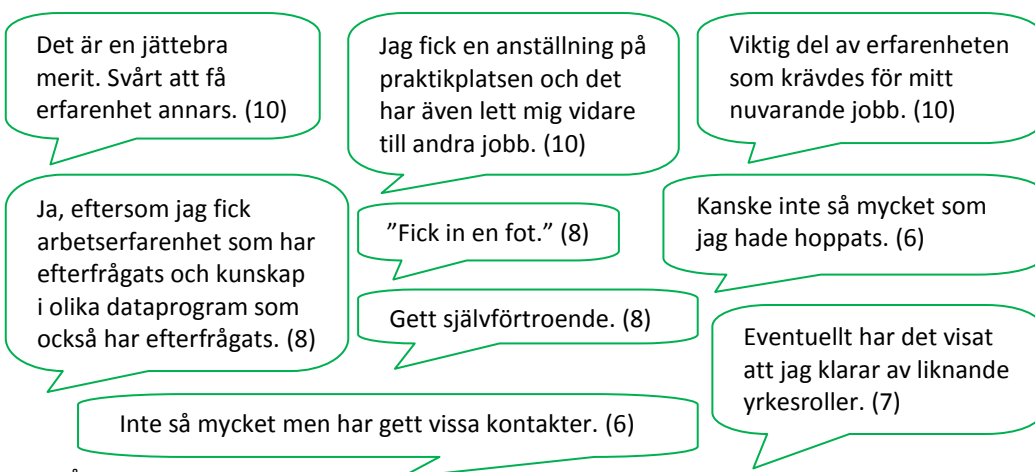 Det är en jättebra
merit. Svårt att få
erfarenhet annars. (10)
Jag fick en anställning på
praktikplatsen och det
har även lett mig vidare
till andra jobb. (10)
Viktig del av erfarenheten
som krävdes för mitt
nuvarande jobb. (10)
Ja, eftersom jag fick
arbetserfarenhet som har
efterfrågats och kunskap
i olika dataprogram som
också har efterfrågats. (8)
”Fick in en fot.” (8)
Kanske inte så mycket som
jag hade hoppats. (6)
Gett självförtroende. (8)
Eventuellt har det visat
att jag klarar av liknande
yrkesroller. (7)
Inte så mycket men har gett vissa kontakter. (6)